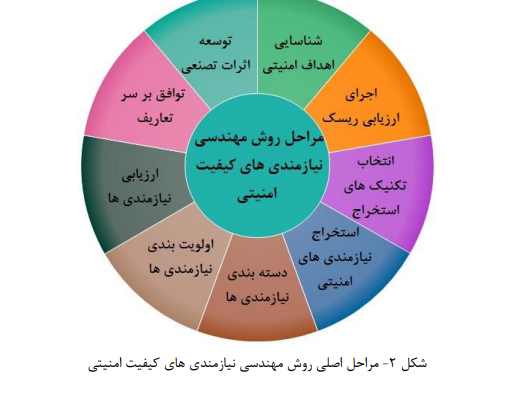 مراحل روش مهندسی
نیازمندی های کیفیت
امنیتی
شناسایی
اهداف امنیتی
اجرای
ارزیابی ریسک
انتخاب
تکنیک های
استخراج
استخراج
نیازمندی های
امنیتی
دسته بندی
نیازمندی ها
اولویت بندی
نیازمندی ها
ارزیابی
نیازمندی ها
توافق بر سر
تعاریف
توسعه
اثرات تصنعی
شکل ۲- مراحل اصلی روش مهندسی نیازمندی های کیفیت امنیتی